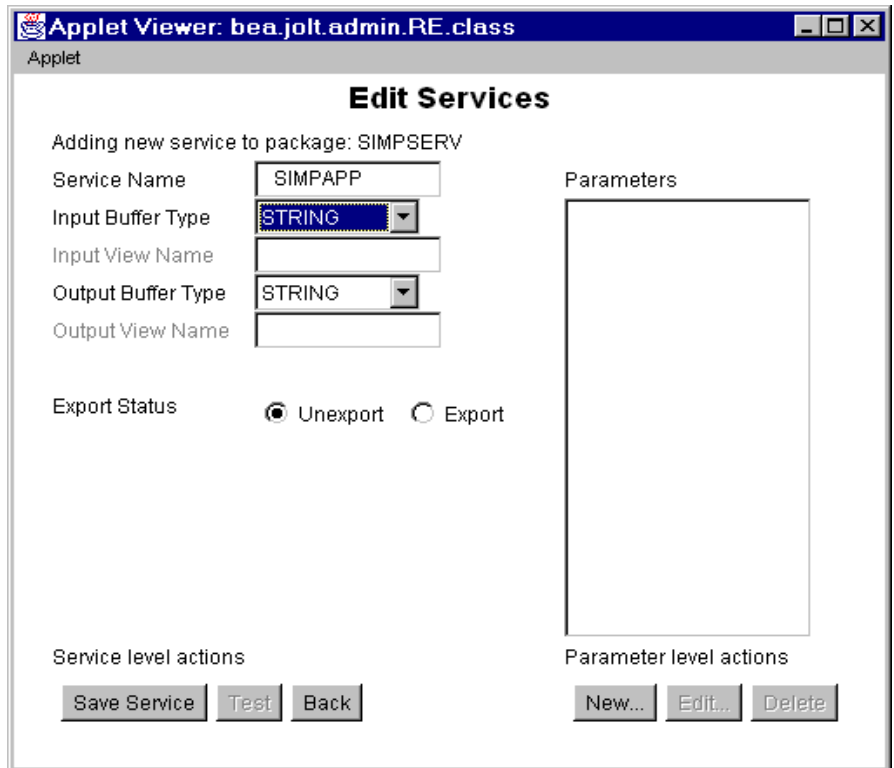 Applet Viewer: bea.jolt.admin.RE.class
Applet
Edit Services
Adding new service to package: SIMPSERV
Service Name SIMPAPP
Parameters
Input Buffer Type STRING
Input View Name
Output Buffer Type STRING
Output View Name
Export Status Unexport Export
Service level actions
Parameter level actions
Save Service Test Back
New... Edit... Delete